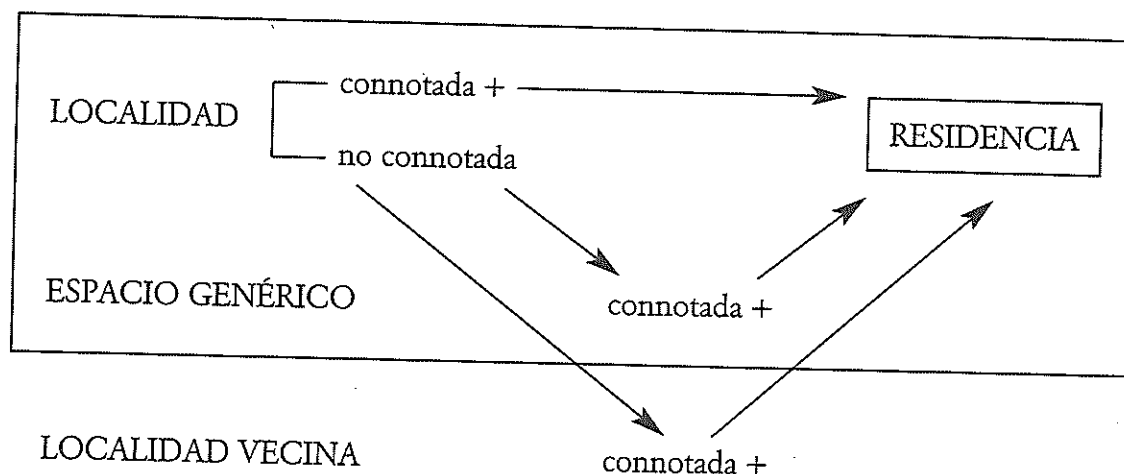 connotada +
LOCALIDAD
RESIDENCIA
no connotada
ESPACIO GENÉRICO
connotada +
LOCALIDAD VECINA
connotada +